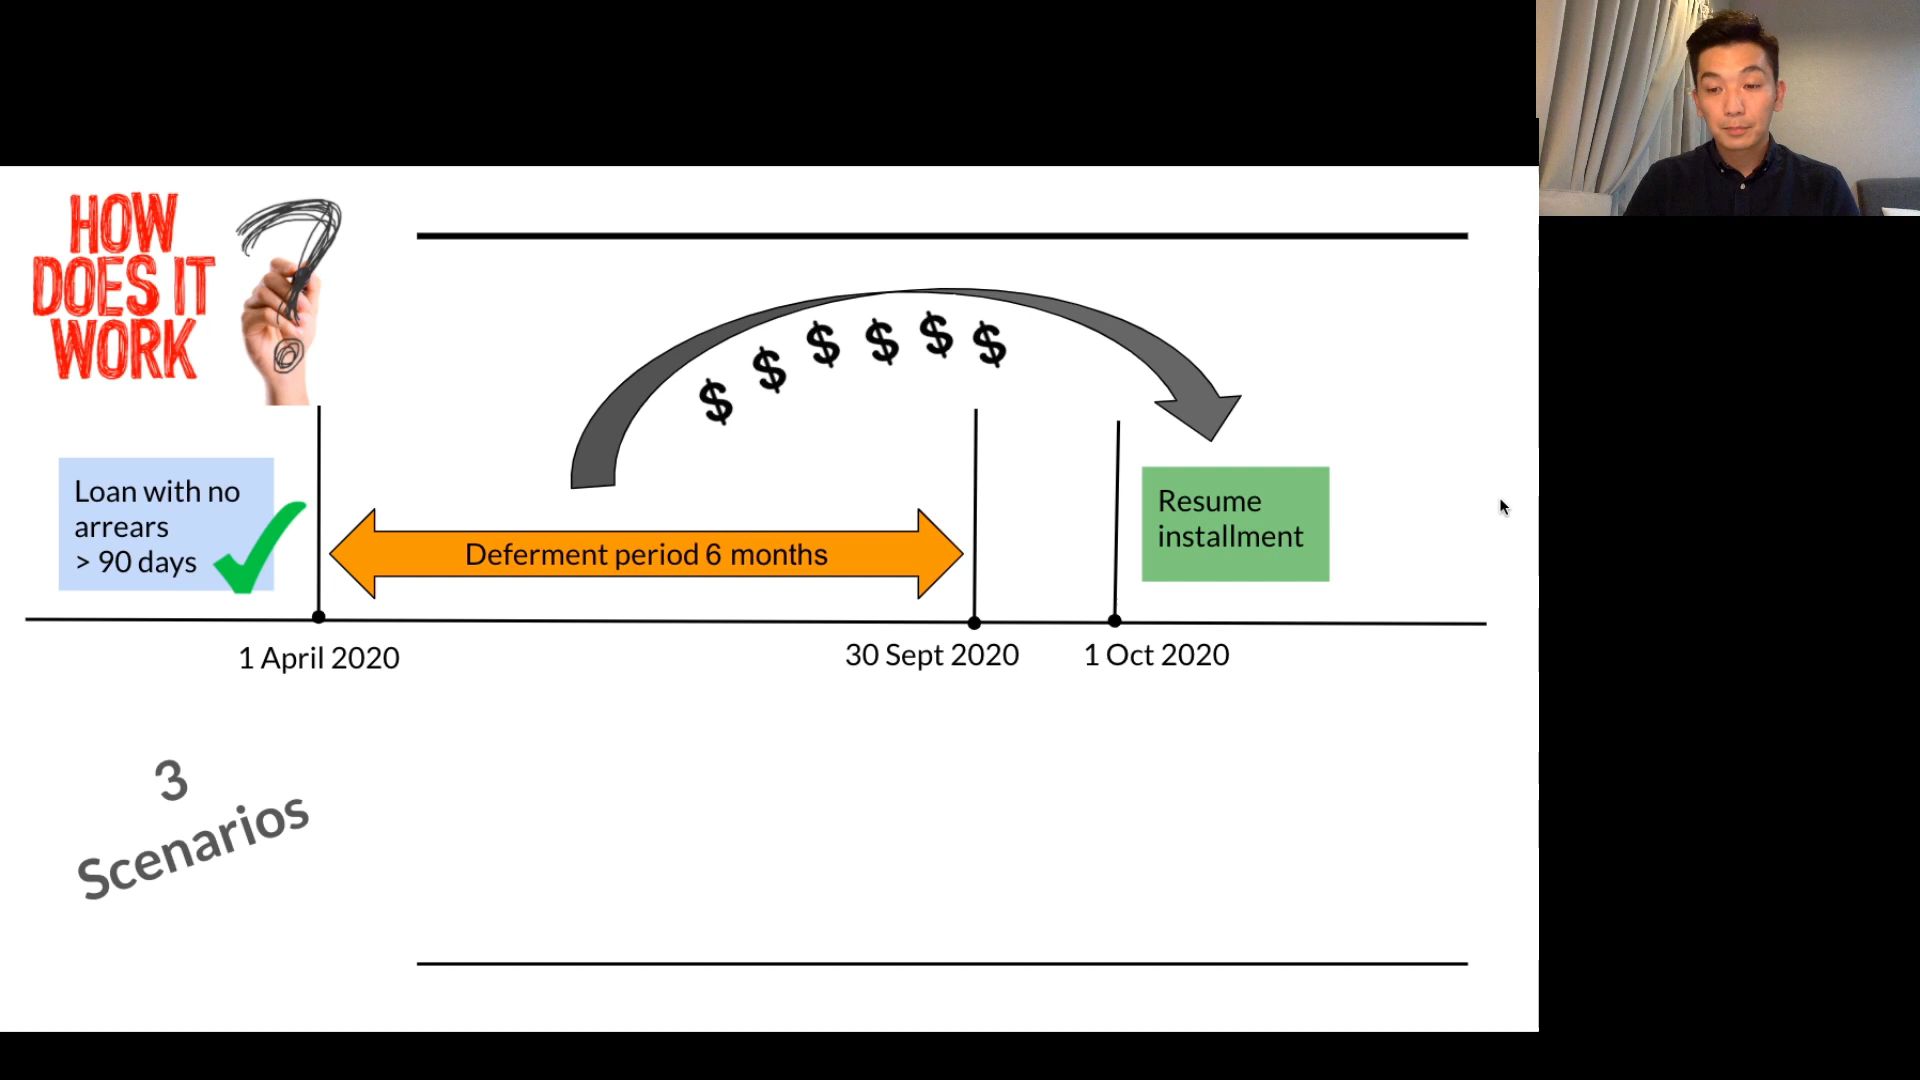 HOW
DOES IT
WORK
?
$ $ $ $ $ $
Loan with no
arrears
> 90 days
Deferment period 6 months
Resume
installment
1 April 2020
30 Sept 2020
1 Oct 2020
3
Scenarios